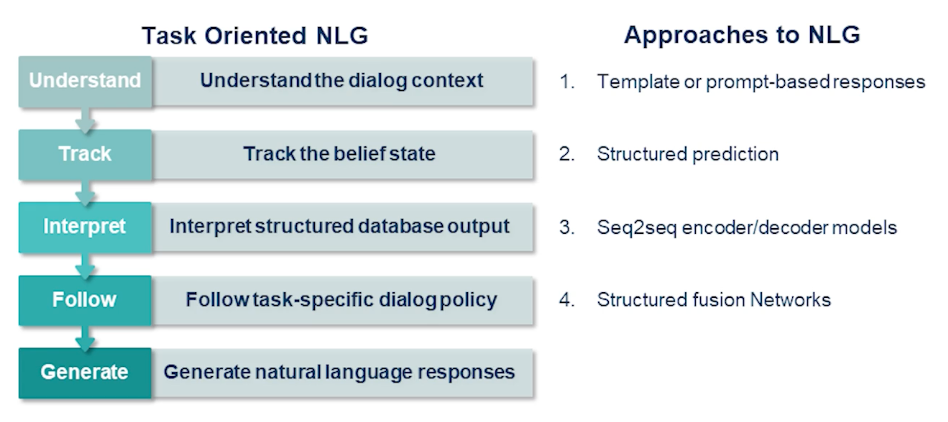 Task Oriented NLG
Understand
Understand the dialog context
Track
Track the belief state
Interpret
Interpret structured database output
Follow
Follow task-specific dialog policy
Generate
Generate natural language responses
Approaches to NLG
1. Template or prompt-based responses
2. Structured prediction
3. Seq2seq encoder/decoder models
4. Structured fusion Networks